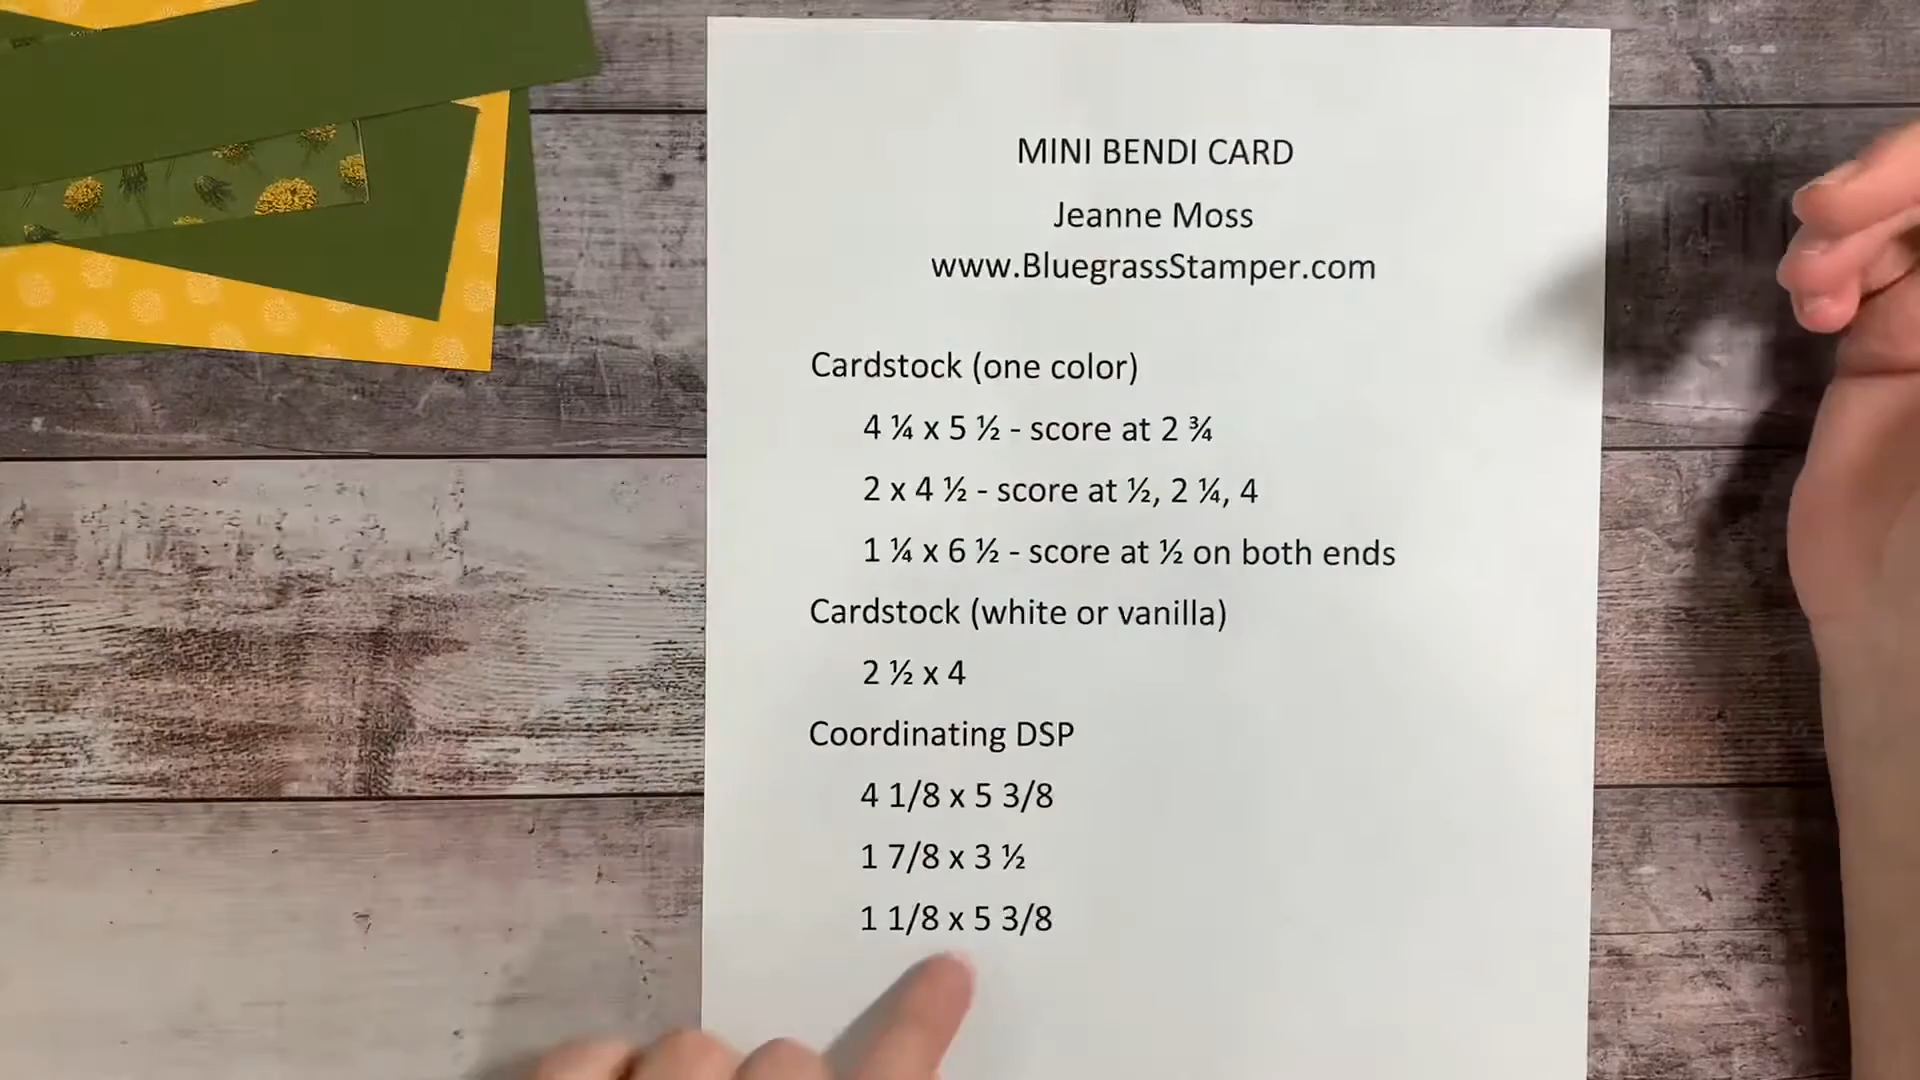 MINI BENDI CARD
Jeanne Moss
www.BluegrassStamper.com
Cardstock (one color)
4 ¼ x 5 ½ - score at 2 ¾
2 x 4 ½ - score at ½, 2 ¼, 4
1 ¼ x 6 ½ - score at ½ on both ends
Cardstock (white or vanilla)
2 ½ x 4
Coordinating DSP
4 1/8 x 5 3/8
1 7/8 x 3 ½
1 1/8 x 5 3/8